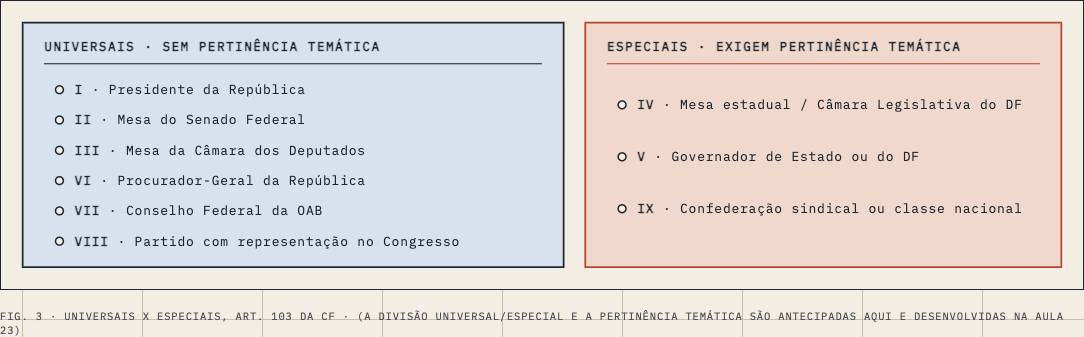 UNIVERSAIS · SEM PERTINÊNCIA TEMÁTICA
I · Presidente da República
II · Mesa do Senado Federal
III · Mesa da Câmara dos Deputados
VI · Procurador-Geral da República
VII · Conselho Federal da OAB
VIII · Partido com representação no Congresso
ESPECIAIS · EXIGEM PERTINÊNCIA TEMÁTICA
IV · Mesa estadual / Câmara Legislativa do DF
V · Governador de Estado ou do DF
IX · Confederação sindical ou classe nacional
FIG. 3 · UNIVERSAIS X ESPECIAIS, ART. 103 DA CF · (A DIVISÃO UNIVERSAL/ESPECIAL E A PERTINÊNCIA TEMÁTICA SÃO ANTECIPADAS AQUI E DESENVOLVIDAS NA AULA
23)